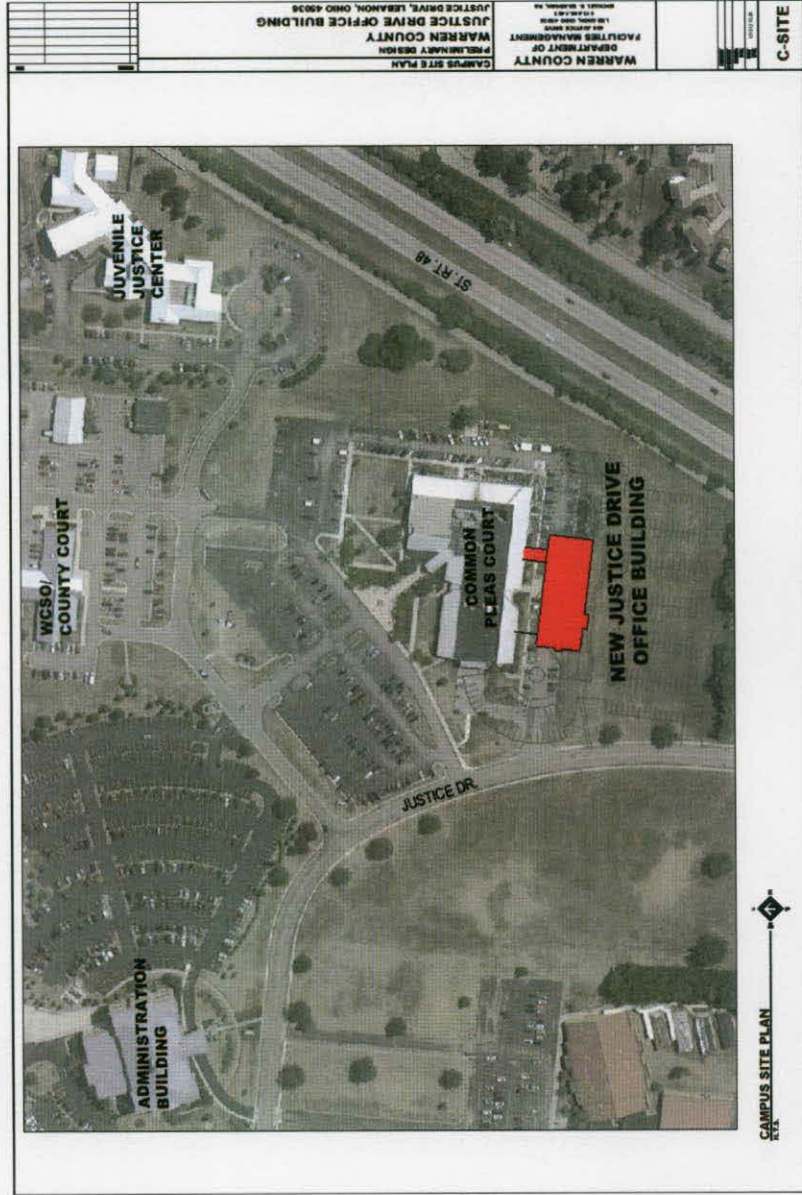 JUVENILE
JUSTICE
CENTER
WCSO/
COUNTY COURT
ST. RT. 48
COMMON
PLEAS COURT
NEW JUSTICE DRIVE
OFFICE BUILDING
JUSTICE DR.
ADMINISTRATION
BUILDING
CAMPUS SITE PLAN
N.T.S.
CAMPUS SITE PLAN
PRELIMINARY DESIGN
WARREN COUNTY
JUSTICE DRIVE OFFICE BUILDING
JUSTICE DRIVE, LEBANON, OHIO 45036
WARREN COUNTY
DEPARTMENT OF
FACILITIES MANAGEMENT
C-SITE